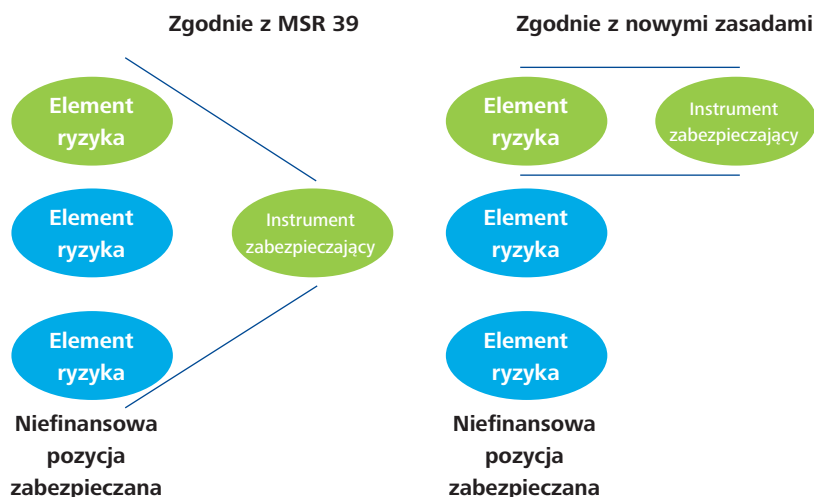 Zgodnie z MSR 39
Element
ryzyka
Element
ryzyka
Instrument
zabezpieczający
Element
ryzyka
Niefinansowa
pozycja
zabezpieczana
Zgodnie z nowymi zasadami
Element
ryzyka
Instrument
zabezpieczający
Element
ryzyka
Element
ryzyka
Niefinansowa
pozycja
zabezpieczana